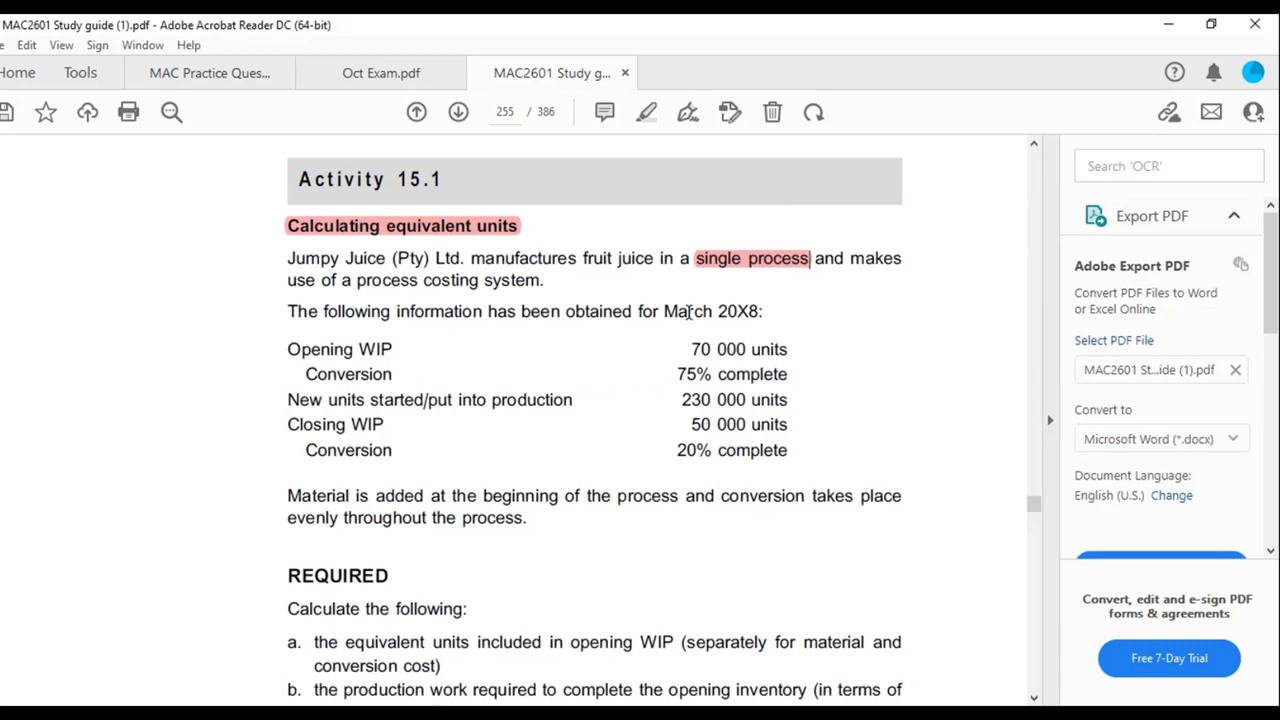 MAC2601 Study guide (1).pdf - Adobe Acrobat Reader DC (64-bit)
Edit View Sign Window Help
Home Tools MAC Practice Ques... Oct Exam.pdf MAC2601 Study g...
255 / 386
Activity 15.1
Calculating equivalent units
Jumpy Juice (Pty) Ltd. manufactures fruit juice in a single process and makes
use of a process costing system.
The following information has been obtained for March 20X8:
Opening WIP 70 000 units
Conversion 75% complete
New units started/put into production 230 000 units
Closing WIP 50 000 units
Conversion 20% complete
Material is added at the beginning of the process and conversion takes place
evenly throughout the process.
REQUIRED
Calculate the following:
a. the equivalent units included in opening WIP (separately for material and
conversion cost)
b. the production work required to complete the opening inventory (in terms of
Search 'OCR'
Export PDF
Adobe Export PDF
Convert PDF Files to Word
or Excel Online
Select PDF File
MAC2601 St...ide (1).pdf
Convert to
Microsoft Word (*.docx)
Document Language:
English (U.S.) Change
Convert, edit and e-sign PDF
forms & agreements
Free 7-Day Trial